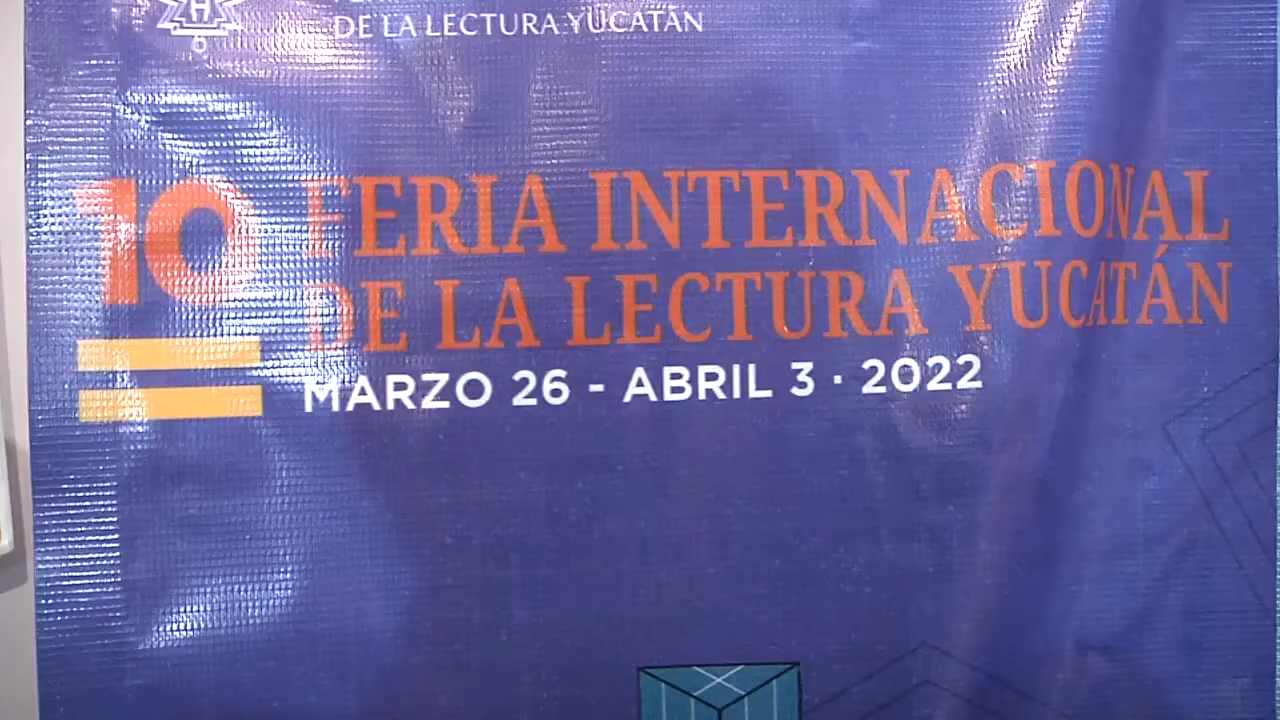 H
DE LA LECTURA YUCATÁN
10 FERIA INTERNACIONAL
DE LA LECTURA YUCATÁN
MARZO 26 - ABRIL 3 · 2022